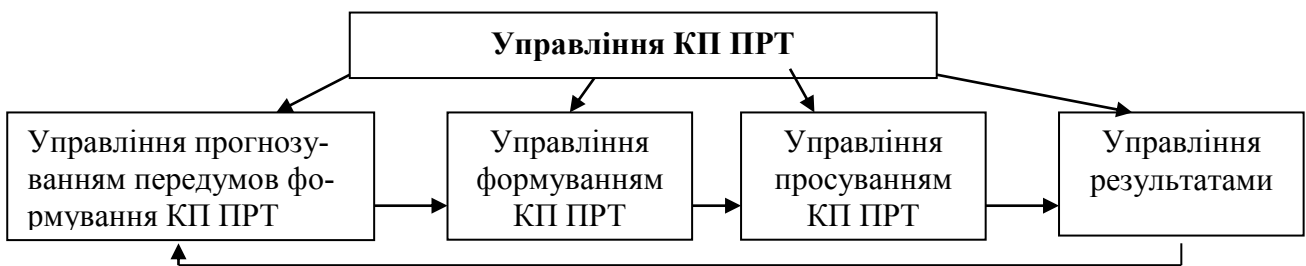 Управління КП ПРТ
Управління прогнозу-
ванням передумов фо-
рмування КП ПРТ
Управління
формуванням
КП ПРТ
Управління
просуванням
КП ПРТ
Управління
результатами